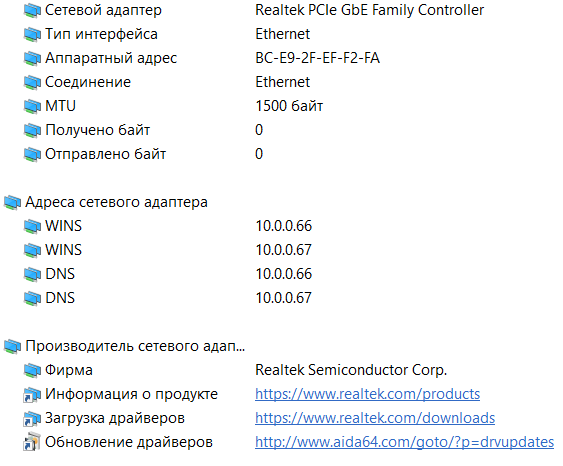 Сетевой адаптер Realtek PCIe GbE Family Controller
Тип интерфейса Ethernet
Аппаратный адрес BC-E9-2F-EF-F2-FA
Соединение Ethernet
MTU 1500 байт
Получено байт 0
Отправлено байт 0
Адреса сетевого адаптера
WINS 10.0.0.66
WINS 10.0.0.67
DNS 10.0.0.66
DNS 10.0.0.67
Производитель сетевого адап...
Фирма Realtek Semiconductor Corp.
Информация о продукте https://www.realtek.com/products
Загрузка драйверов https://www.realtek.com/downloads
Обновление драйверов http://www.aida64.com/goto/?p=drvupdates